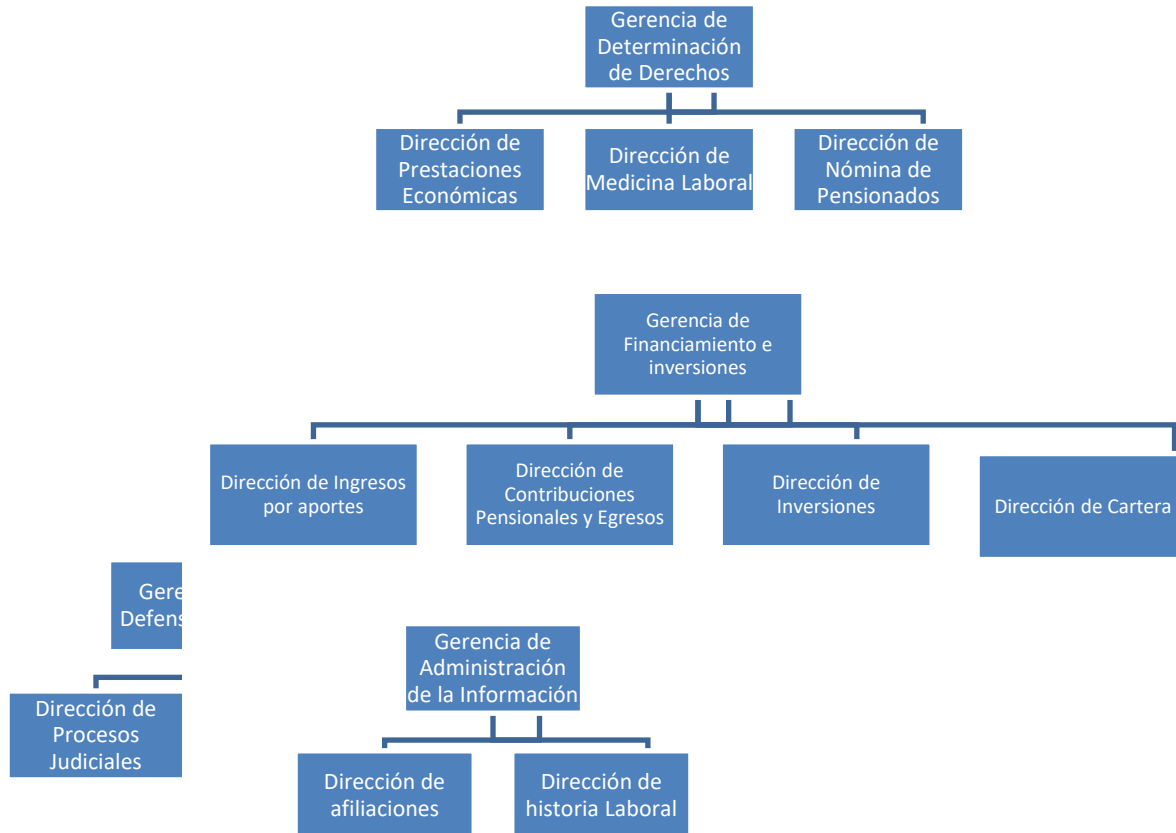 Gerencia de
Determinación
de Derechos
Dirección de
Prestaciones
Económicas
Dirección de
Medicina Laboral
Dirección de
Nómina de
Pensionados
Gerencia de
Financiamiento e
inversiones
Dirección de Ingresos
por aportes
Dirección de
Contribuciones
Pensionales y Egresos
Dirección de
Inversiones
Dirección de Cartera
Gere
Defens
Dirección de
Procesos
Judiciales
Gerencia de
Administración
de la Información
Dirección de
afiliaciones
Dirección de
historia Laboral